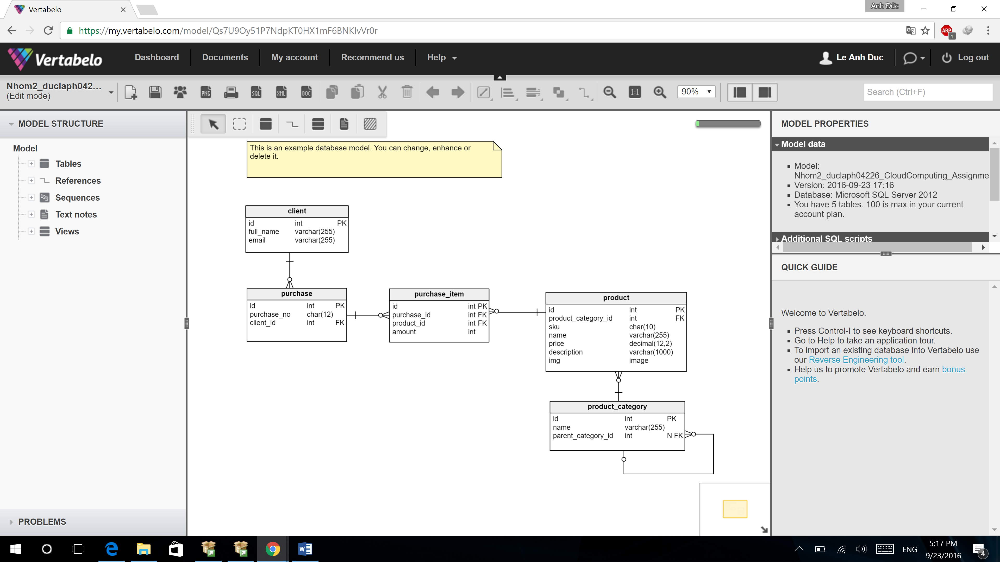 Vertabelo
Anh Đức
https://my.vertabelo.com/model/Qs7U9Oy51P7NdpKT0HX1mF6BNKIvVr0r
ABP
1
Vertabelo
Dashboard
Documents
My account
Recommend us
Help
Le Anh Duc
Log out
Nhom2_duclaph042...
(Edit mode)
PNG
SQL
XML
DOC
1:1
90%
Search (Ctrl+F)
MODEL STRUCTURE
Model
Tables
References
123
Sequences
Text notes
Views
PROBLEMS
This is an example database model. You can change, enhance or
delete it.
client
id int PK
full_name varchar(255)
email varchar(255)
purchase
id int PK
purchase_no char(12)
client_id int FK
purchase_item
id int PK
purchase_id int FK
product_id int FK
amount int
product
id int PK
product_category_id int FK
sku char(10)
name varchar(255)
price decimal(12,2)
description varchar(1000)
img image
product_category
id int PK
name varchar(255)
parent_category_id int N FK
MODEL PROPERTIES
Model data
Model:
Nhom2_duclaph04226_CloudComputing_Assignme
Version: 2016-09-23 17:16
Database: Microsoft SQL Server 2012
You have 5 tables. 100 is max in your current
account plan.
Additional SQL scripts
QUICK GUIDE
Welcome to Vertabelo.
Press Control-I to see keyboard shortcuts.
Go to Help to take an application tour.
To import an existing database into Vertabelo use
our Reverse Engineering tool.
Help us to promote Vertabelo and earn bonus
points.
ENG
5:17 PM
9/23/2016
4